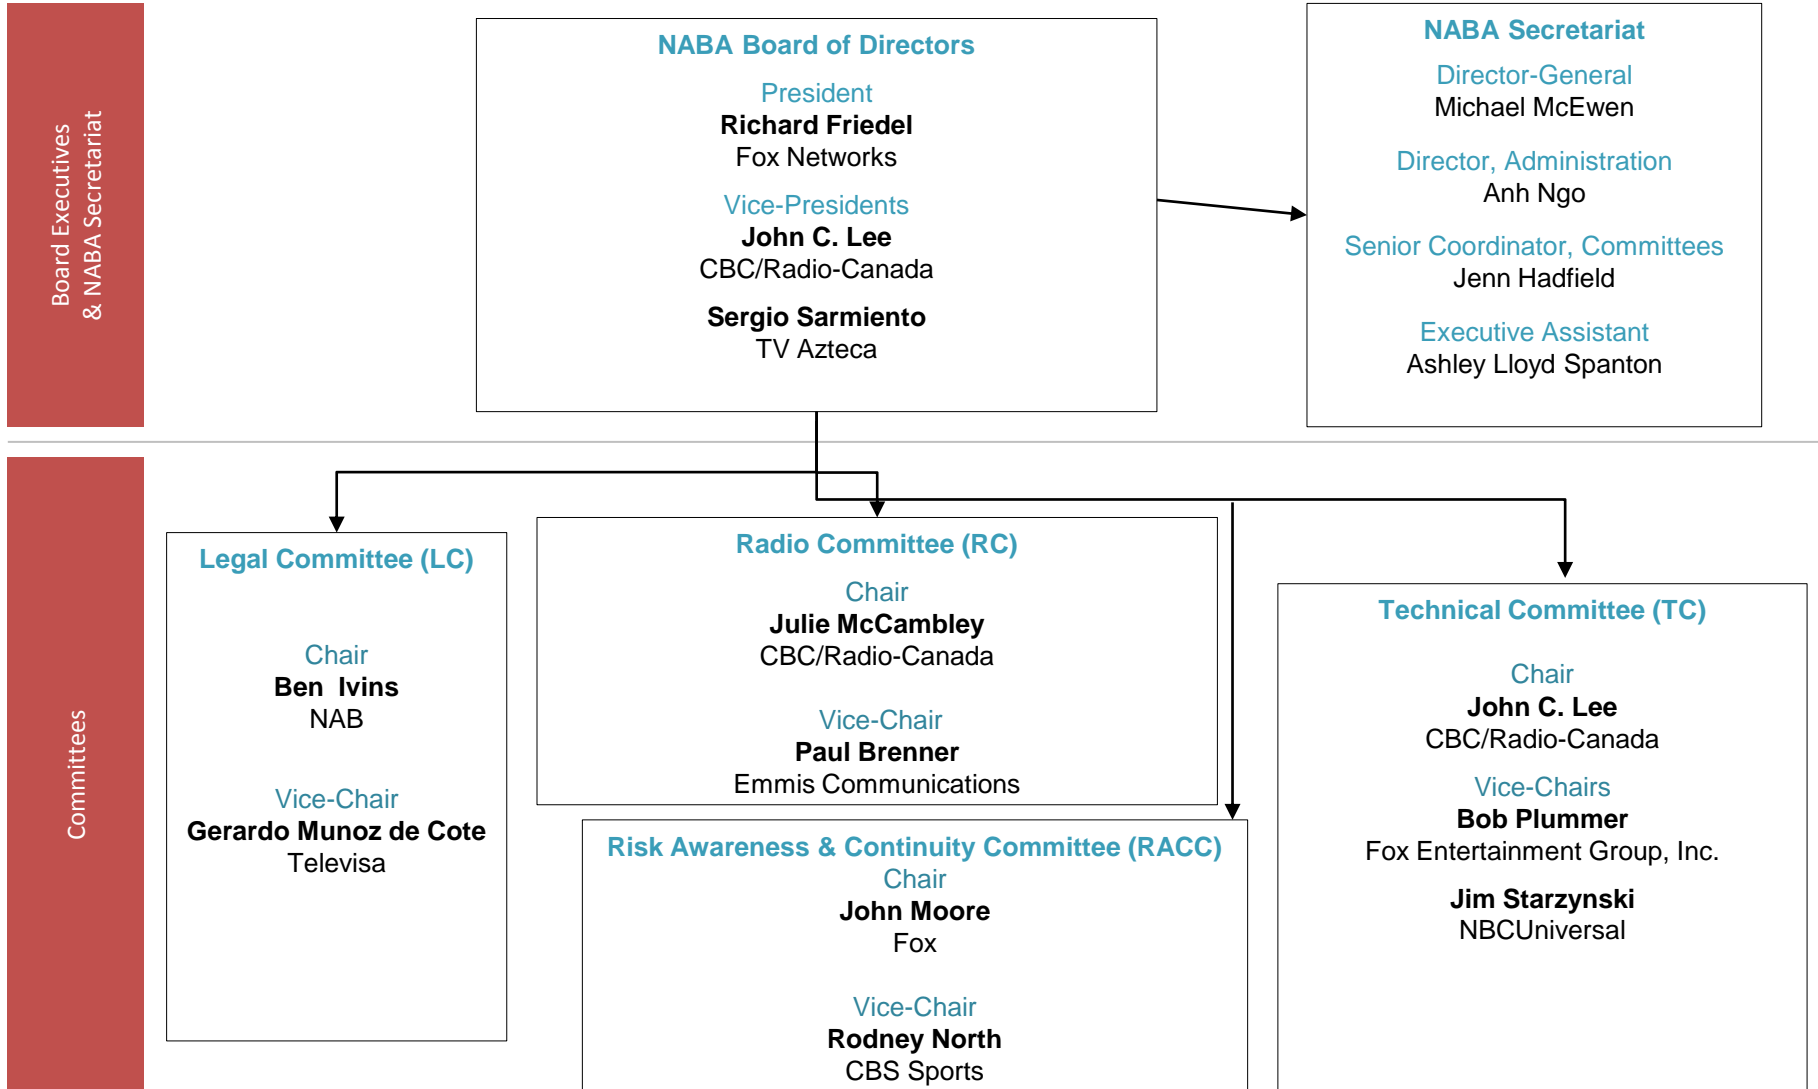 Board Executives
& NABA Secretariat
NABA Board of Directors
President
Richard Friedel
Fox Networks
Vice-Presidents
John C. Lee
CBC/Radio-Canada
Sergio Sarmiento
TV Azteca
NABA Secretariat
Director-General
Michael McEwen
Director, Administration
Anh Ngo
Senior Coordinator, Committees
Jenn Hadfield
Executive Assistant
Ashley Lloyd Spanton
Committees
Legal Committee (LC)
Chair
Ben  Ivins
NAB
Vice-Chair
Gerardo Munoz de Cote
Televisa
Radio Committee (RC)
Chair
Julie McCambley
CBC/Radio-Canada
Vice-Chair
Paul Brenner
Emmis Communications
Risk Awareness & Continuity Committee (RACC)
Chair
John Moore
Fox
Vice-Chair
Rodney North
CBS Sports
Technical Committee (TC)
Chair
John C. Lee
CBC/Radio-Canada
Vice-Chairs
Bob Plummer
Fox Entertainment Group, Inc.
Jim Starzynski
NBCUniversal